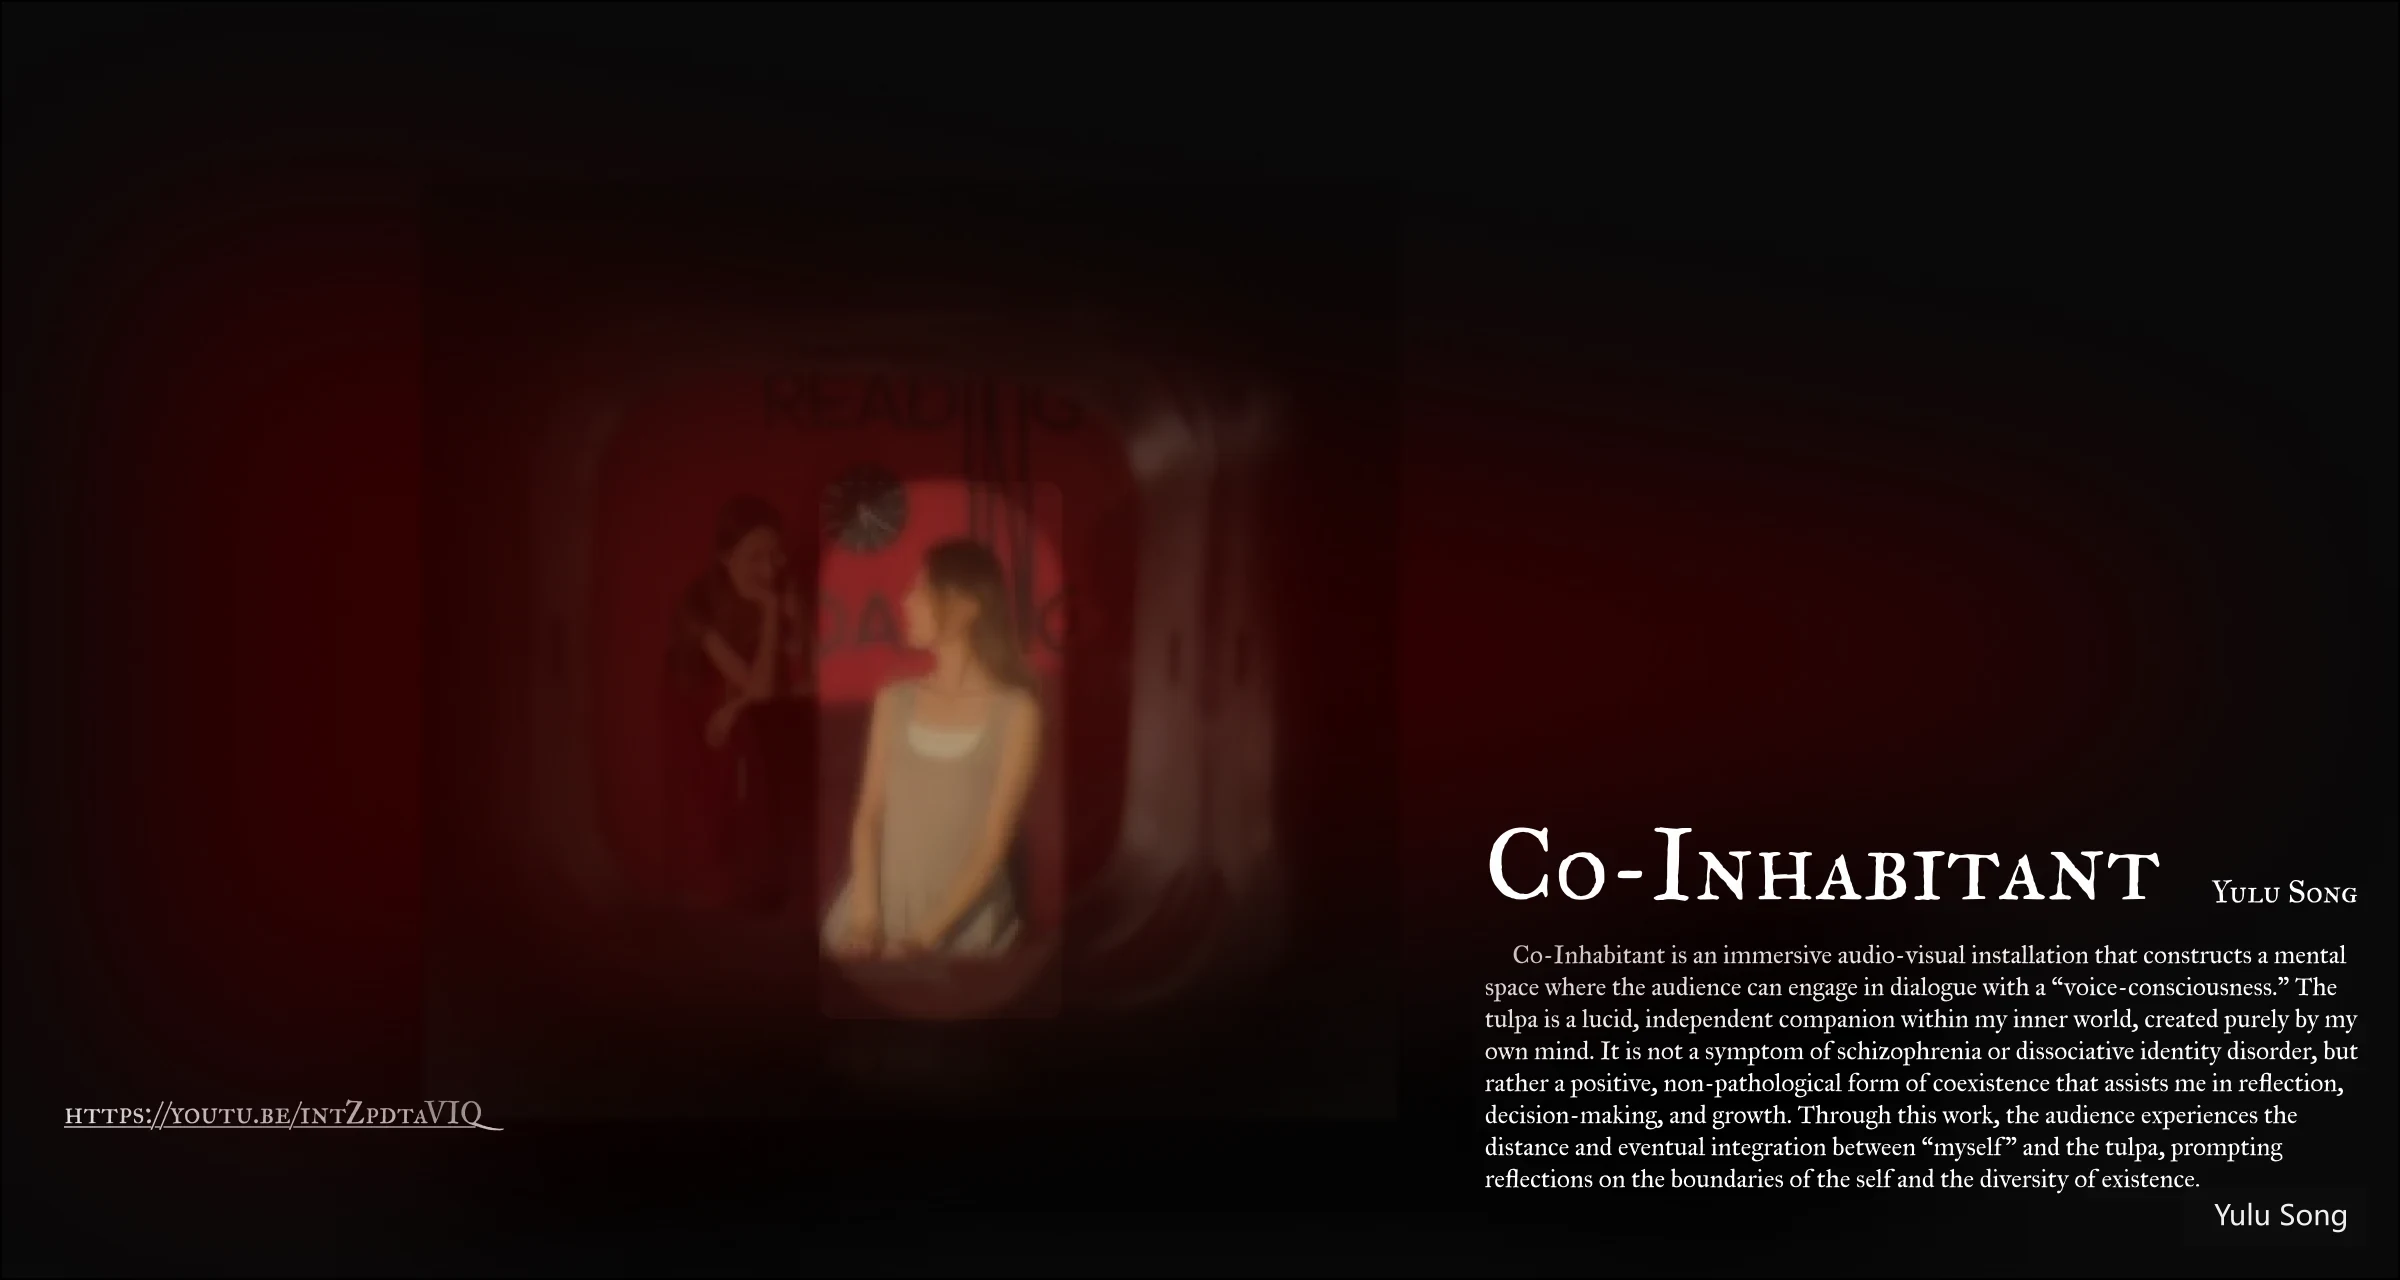 READING
Co-Inhabitant
Yulu Song
Co-Inhabitant is an immersive audio-visual installation that constructs a mental
space where the audience can engage in dialogue with a “voice-consciousness.” The
tulpa is a lucid, independent companion within my inner world, created purely by my
own mind. It is not a symptom of schizophrenia or dissociative identity disorder, but
rather a positive, non-pathological form of coexistence that assists me in reflection,
decision-making, and growth. Through this work, the audience experiences the
distance and eventual integration between “myself” and the tulpa, prompting
reflections on the boundaries of the self and the diversity of existence.
https://youtu.be/intZpdtaVIQ
Yulu Song